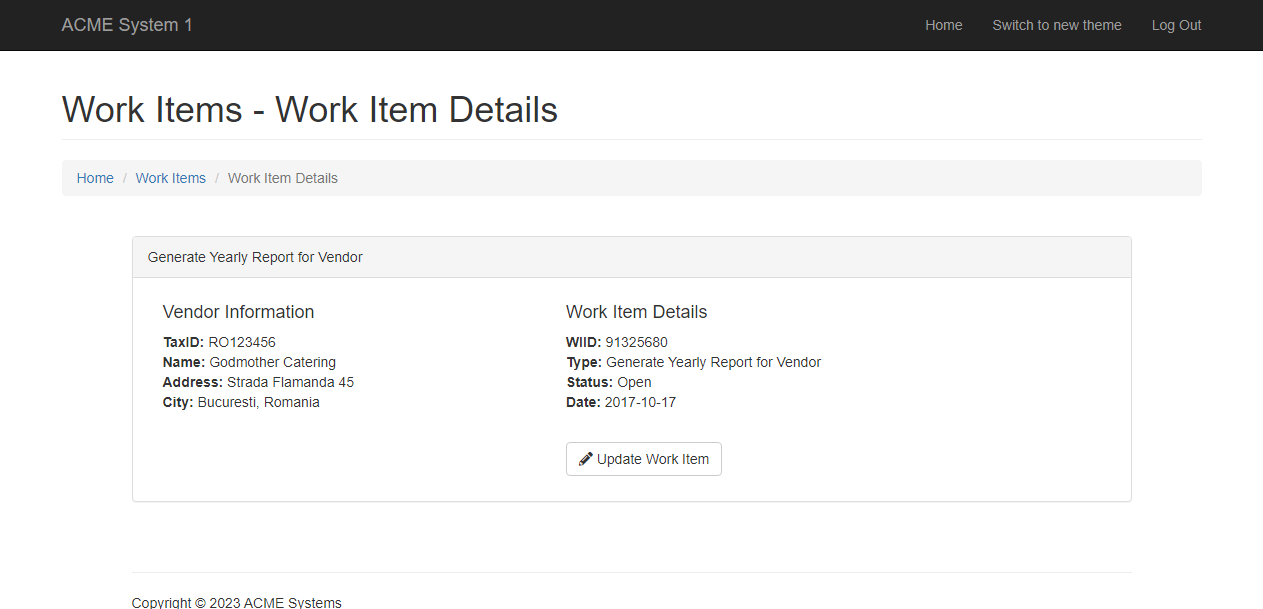 ACME System 1
Home
Switch to new theme
Log Out
Work Items - Work Item Details
Home / Work Items / Work Item Details
Generate Yearly Report for Vendor
Vendor Information
TaxID: RO123456
Name: Godmother Catering
Address: Strada Flamanda 45
City: Bucuresti, Romania
Work Item Details
WIID: 91325680
Type: Generate Yearly Report for Vendor
Status: Open
Date: 2017-10-17
Update Work Item
Copyright © 2023 ACME Systems